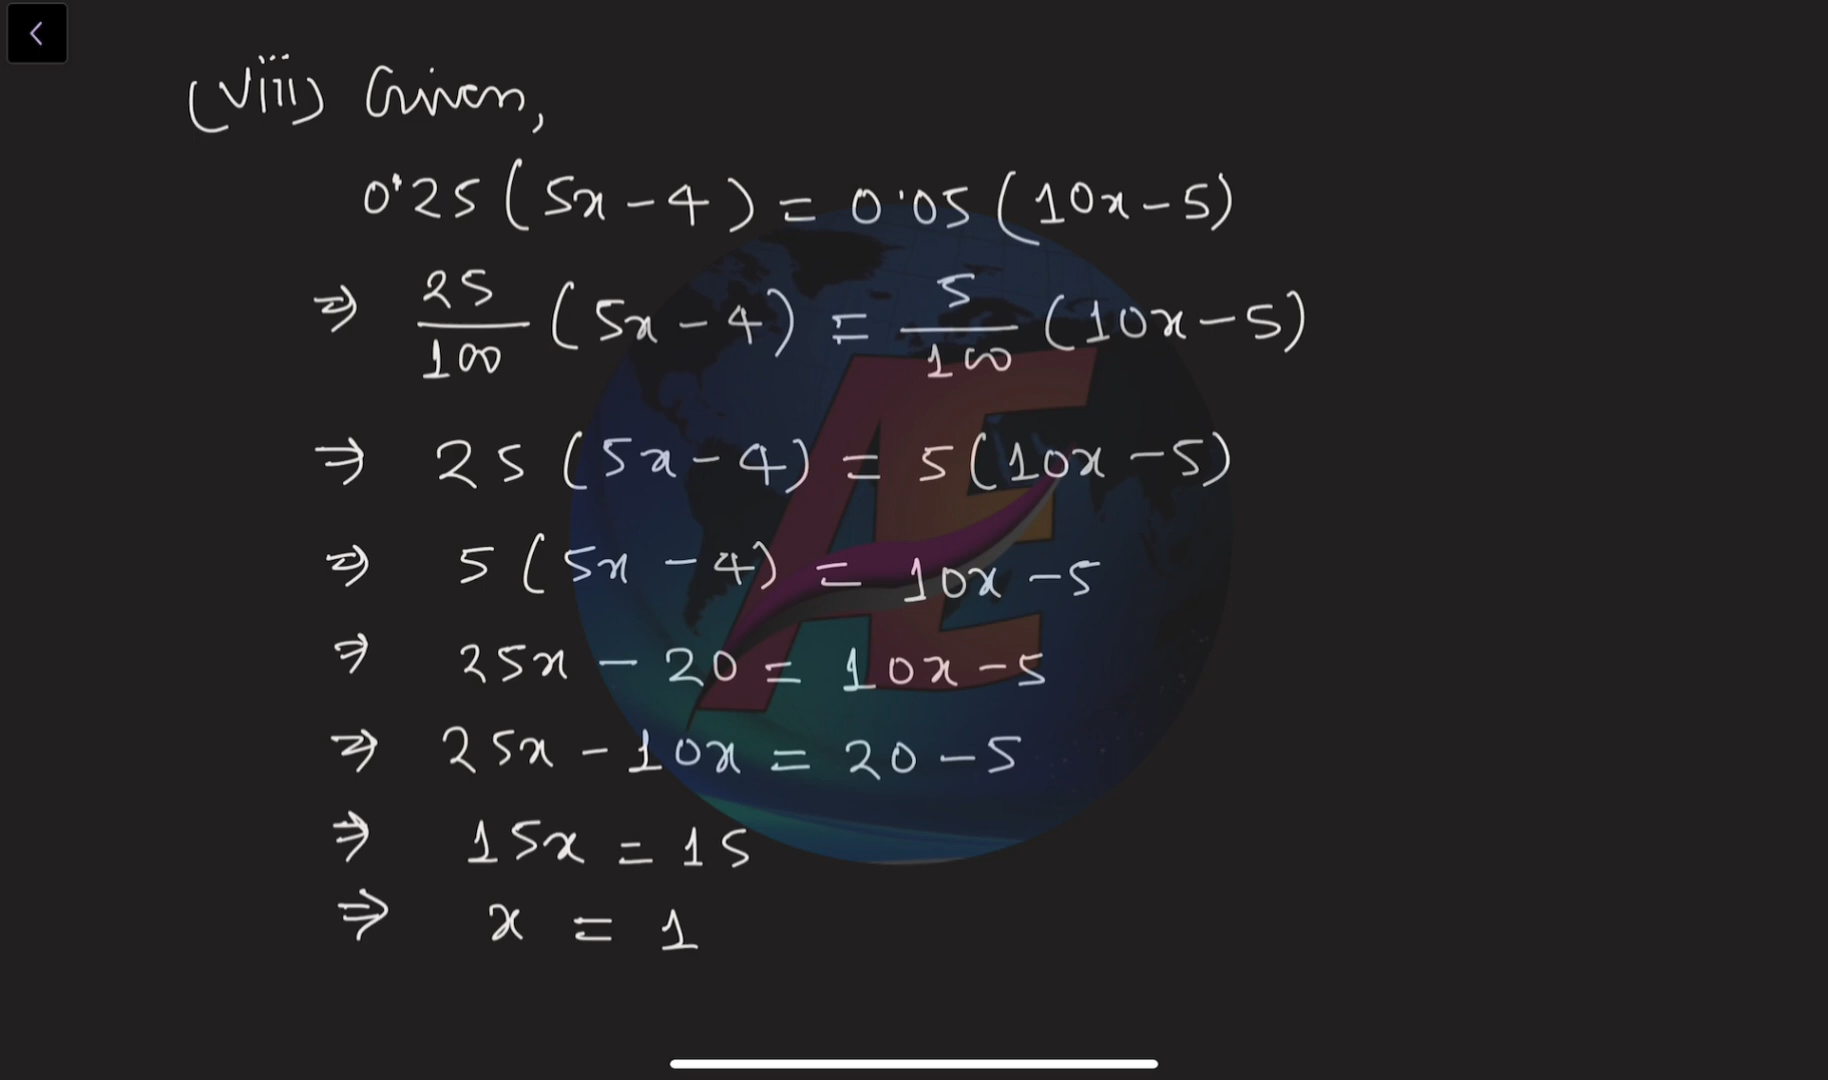 (viii) Given,
0.25 (5x - 4) = 0.05 (10x - 5)
⇒ 25/100 (5x - 4) = 5/100 (10x - 5)
⇒ 25 (5x - 4) = 5 (10x - 5)
⇒ 5 (5x - 4) = 10x - 5
⇒ 25x - 20 = 10x - 5
⇒ 25x - 10x = 20 - 5
⇒ 15x = 15
⇒ x = 1
Æ